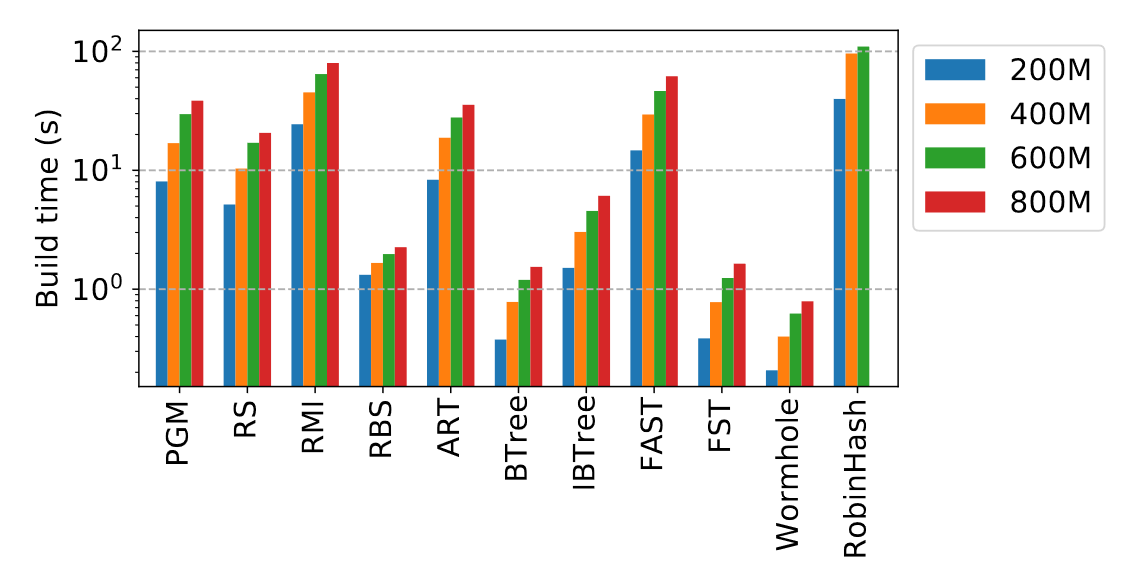 Build time (s)
10²
10¹
10⁰
PGM
RS
RMI
RBS
ART
BTree
IBTree
FAST
FST
Wormhole
RobinHash
200M
400M
600M
800M